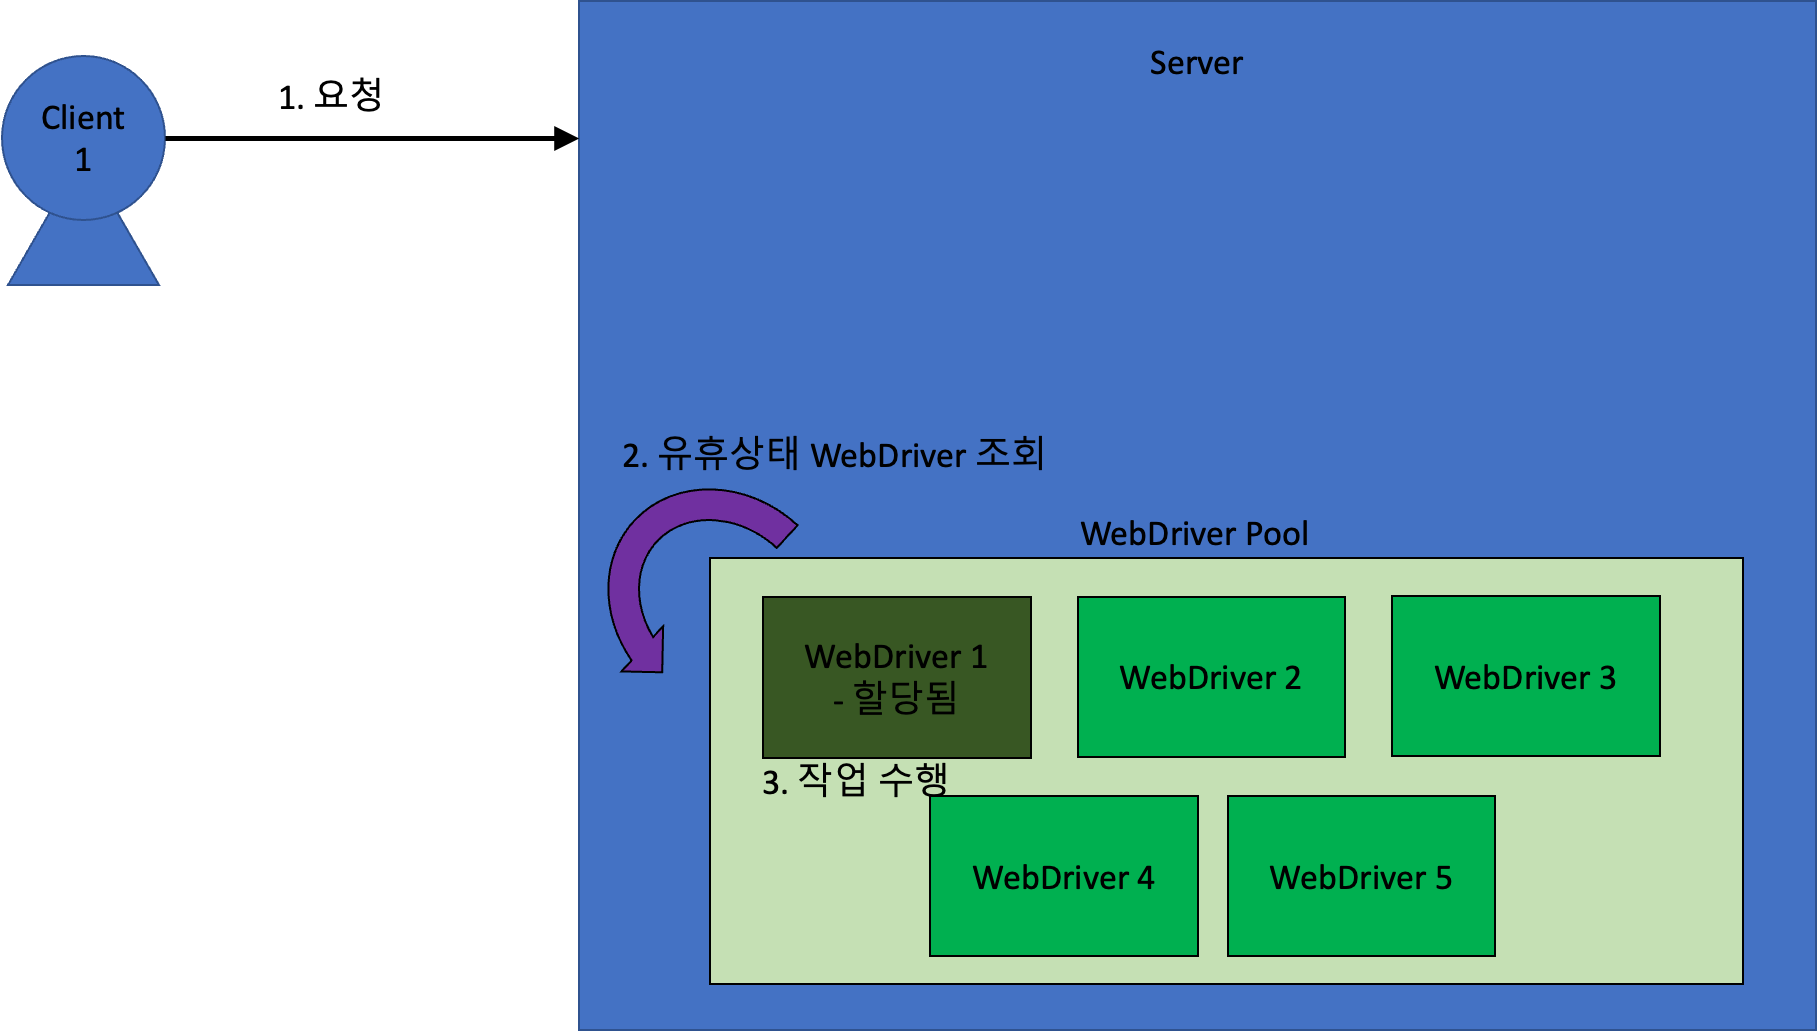 Server
Client
1
1. 요청
2. 유휴상태 WebDriver 조회
WebDriver Pool
WebDriver 1
- 할당됨
WebDriver 2
WebDriver 3
3. 작업 수행
WebDriver 4
WebDriver 5